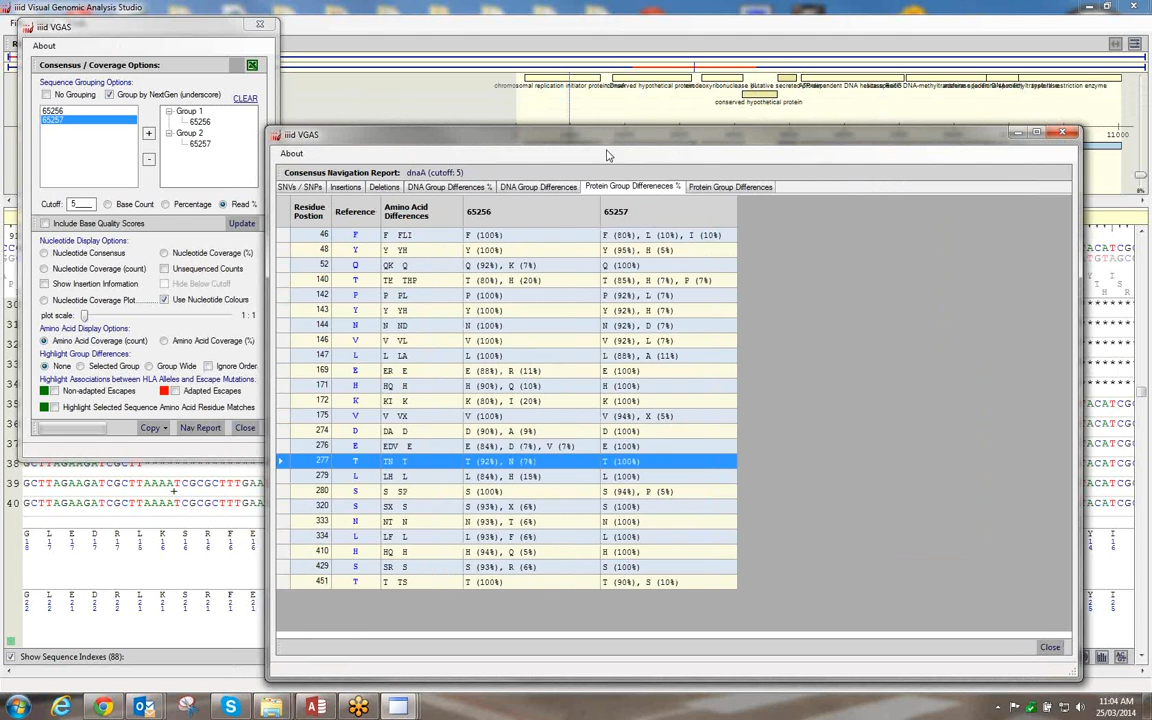 iiid Visual Genomic Analysis Studio
iiid VGAS
About
Consensus / Coverage Options:
Sequence Grouping Options:
No Grouping
Group by NextGen (underscore)
CLEAR
65256
65257
+
-
Group 1
65256
Group 2
65257
Cutoff: 5___
Base Count
Percentage
Read %
Include Base Quality Scores
Update
Nucleotide Display Options:
Nucleotide Consensus
Nucleotide Coverage (%)
Nucleotide Coverage (count)
Unsequenced Counts
Show Insertion Information
Hide Below Cutoff
Nucleotide Coverage Plot
Use Nucleotide Colours
plot scale:
1 : 1
Amino Acid Display Options:
Amino Acid Coverage (count)
Amino Acid Coverage (%)
Highlight Group Differences:
None
Selected Group
Group Wide
Ignore Order
Highlight Associations between HLA Alleles and Escape Mutations.
Non-adapted Escapes
Adapted Escapes
Highlight Selected Sequence Amino Acid Residue Matches
Copy
Nav Report
Close
conserved hypothetical protein
11000
8%
iiid VGAS
About
Consensus Navigation Report: dnaA (cutoff: 5)
SNVs / SNPs
Insertions
Deletions
DNA Group Differences %
DNA Group Differences
Protein Group Differeneces %
Protein Group Differences
Residue Postion
Reference
Amino Acid Differences
65256
65257
46 F F FLI F (100%) F (80%), L (10%), I (10%)
48 Y Y YH Y (100%) Y (95%), H (5%)
52 Q QK Q Q (92%), K (7%) Q (100%)
140 T TE THP T (80%), H (20%) T (85%), H (7%), P (7%)
142 P P PL P (100%) P (92%), L (7%)
143 Y Y YH Y (100%) Y (92%), H (7%)
144 N N ND N (100%) N (92%), D (7%)
146 V V VL V (100%) V (92%), L (7%)
147 L L LA L (100%) L (88%), A (11%)
169 E ER E E (88%), R (11%) E (100%)
171 H HQ H H (90%), Q (10%) H (100%)
172 K KI K K (80%), I (20%) K (100%)
175 V V VX V (100%) V (94%), X (5%)
274 D DA D D (90%), A (9%) D (100%)
276 E EDV E E (84%), D (7%), V (7%) E (100%)
277 T TN T T (92%), N (7%) T (100%)
279 L LH L L (84%), H (15%) L (100%)
280 S S SP S (100%) S (94%), P (5%)
320 S SX S S (93%), X (6%) S (100%)
333 N NT N N (93%), T (6%) N (100%)
334 L LF L L (93%), F (6%) L (100%)
410 H HQ H H (94%), Q (5%) H (100%)
429 S SR S S (93%), R (6%) S (100%)
451 T T TS T (100%) T (90%), S (10%)
Close
39 GCTTAGAAGATCGCTTAAAATCGCGCTTTGAA
40 GCTTAGAAGATCGCTTAAAATCGCGCTTTGAA
G L E D R L K S R F E
Show Sequence Indexes (88):
11:04 AM
25/03/2014